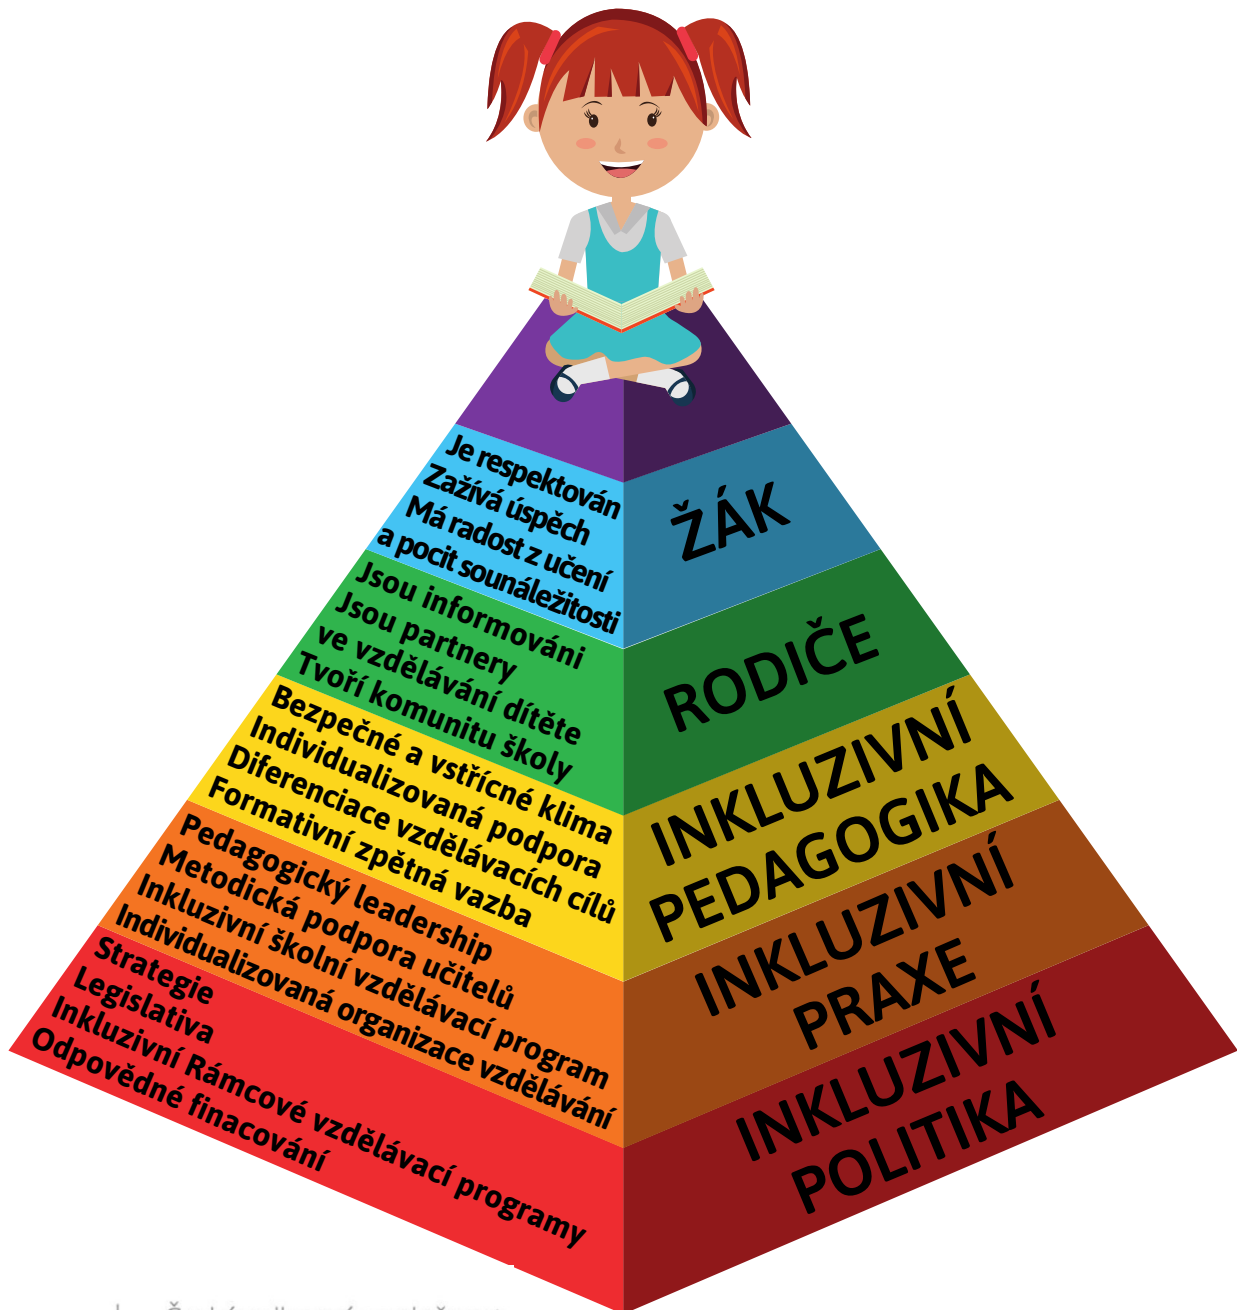 Je respektován
Zažívá úspěch
Má radost z učení
a pocit sounáležitosti
ŽÁK
Jsou informováni
Jsou partnery
ve vzdělávání dítěte
Tvoří komunitu školy
RODIČE
Bezpečné a vstřícné klima
Individualizovaná podpora
Diferenciace vzdělávacích cílů
Formativní zpětná vazba
INKLUZIVNÍ
PEDAGOGIKA
Pedagogický leadership
Metodická podpora učitelů
Inkluzivní školní vzdělávací program
Individualizovaná organizace vzdělávání
INKLUZIVNÍ
PRAXE
Strategie
Legislativa
Inkluzivní Rámcové vzdělávací programy
Odpovědné finacování
INKLUZIVNÍ
POLITIKA